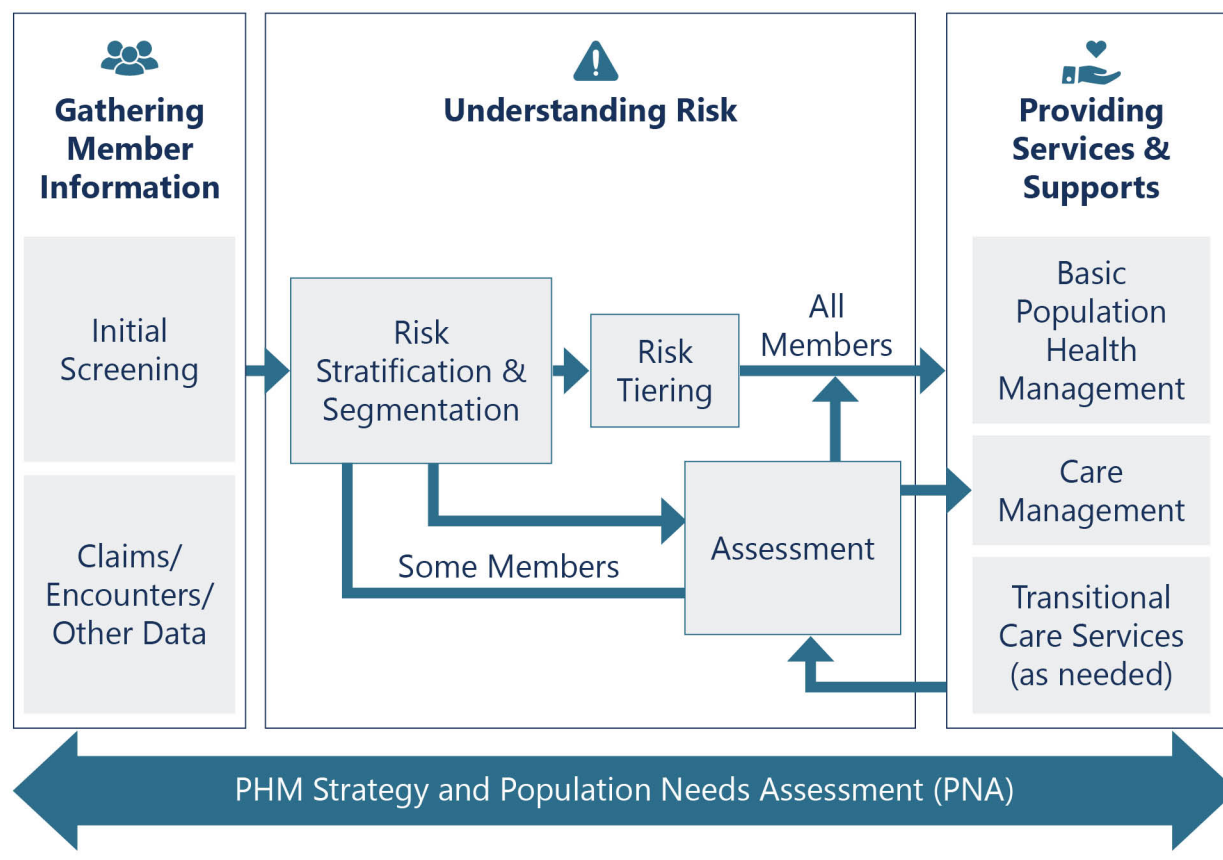 Gathering
Member
Information
Initial
Screening
Claims/
Encounters/
Other Data
Understanding Risk
Risk
Stratification &
Segmentation
Risk
Tiering
All
Members
Some Members
Assessment
Providing
Services &
Supports
Basic
Population
Health
Management
Care
Management
Transitional
Care Services
(as needed)
PHM Strategy and Population Needs Assessment (PNA)